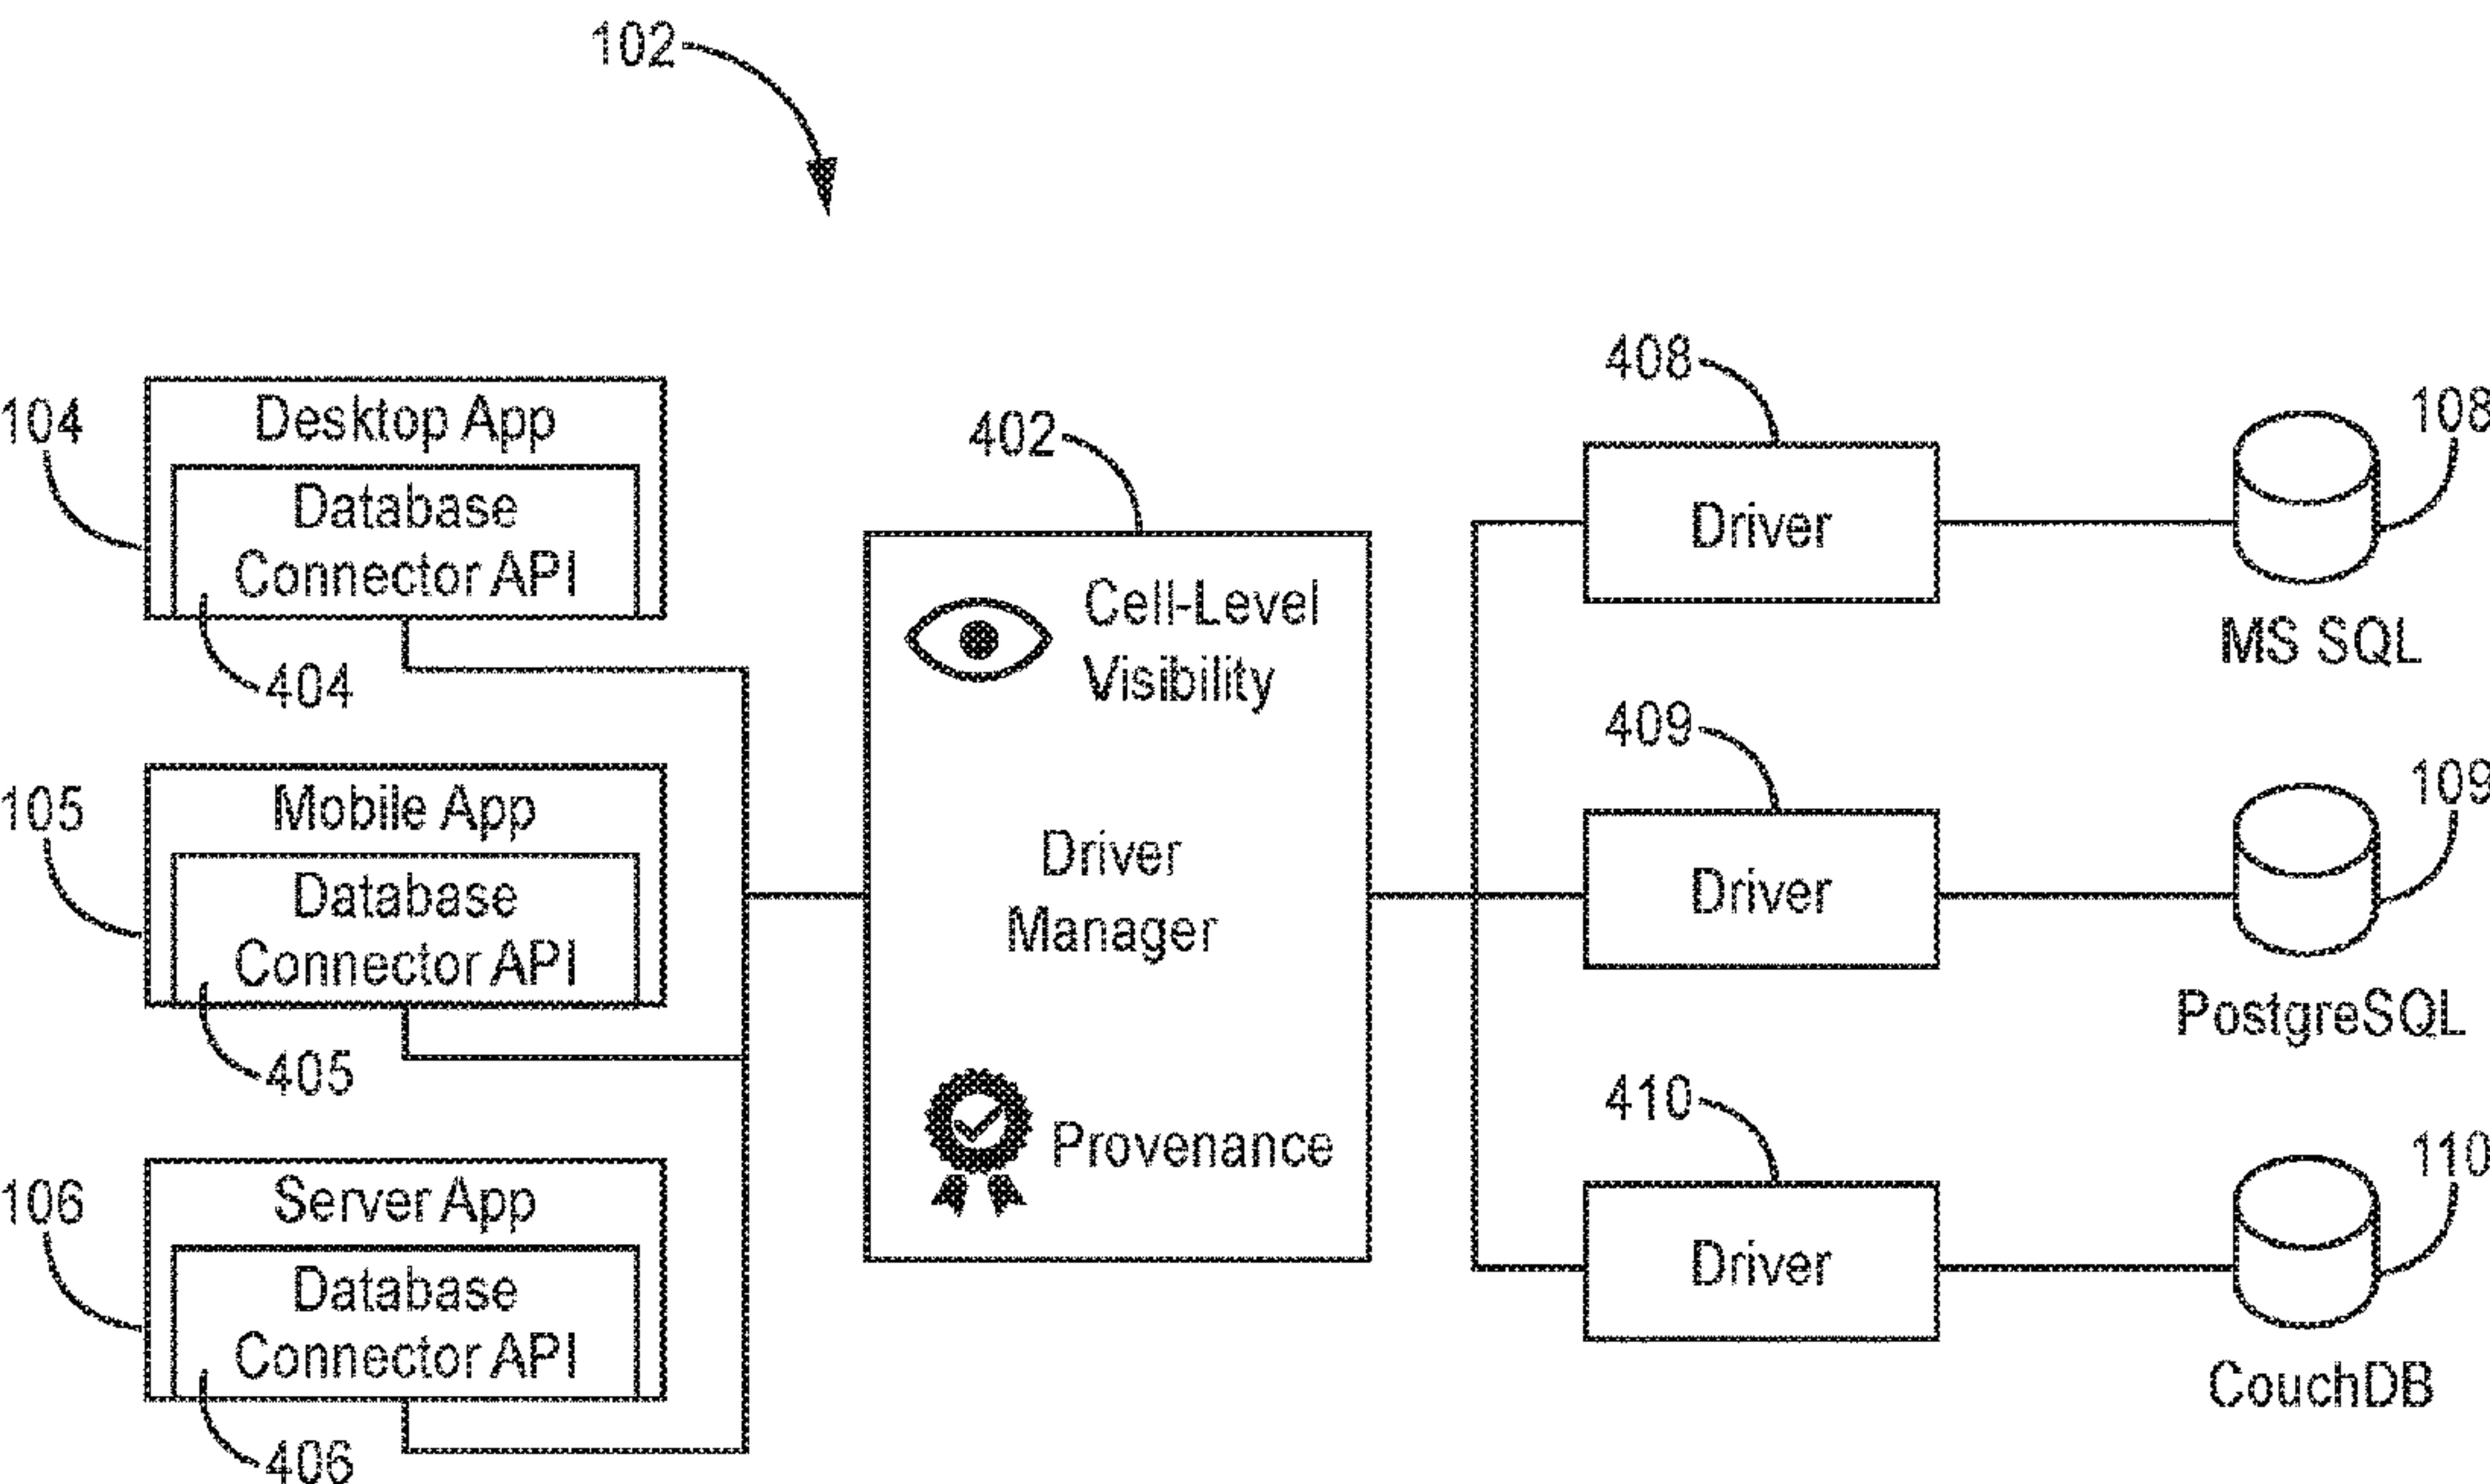 102
104
Desktop App
Database
Connector API
404
105
Mobile App
Database
Connector API
405
106
Server App
Database
Connector API
406
402
Cell-Level
Visibility
Driver
Manager
Provenance
408
Driver
108
MS SQL
409
Driver
109
PostgreSQL
410
Driver
110
CouchDB